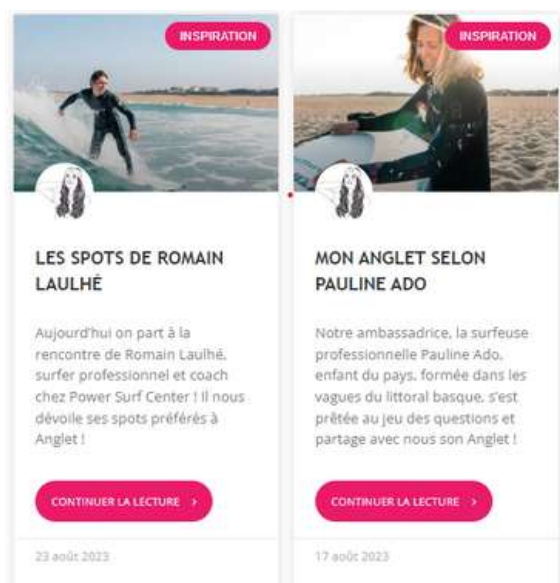 INSPIRATION
LES SPOTS DE ROMAIN
LAULHÉ
Aujourd'hui on part à la
rencontre de Romain Laulhé,
surfer professionnel et coach
chez Power Surf Center ! Il nous
dévoile ses spots préférés à
Anglet !
CONTINUER LA LECTURE >
23 août 2023
INSPIRATION
MON ANGLET SELON
PAULINE ADO
Notre ambassadrice, la surfeuse
professionnelle Pauline Ado,
enfant du pays, formée dans les
vagues du littoral basque, s'est
prêtée au jeu des questions et
partage avec nous son Anglet !
CONTINUER LA LECTURE >
17 août 2023